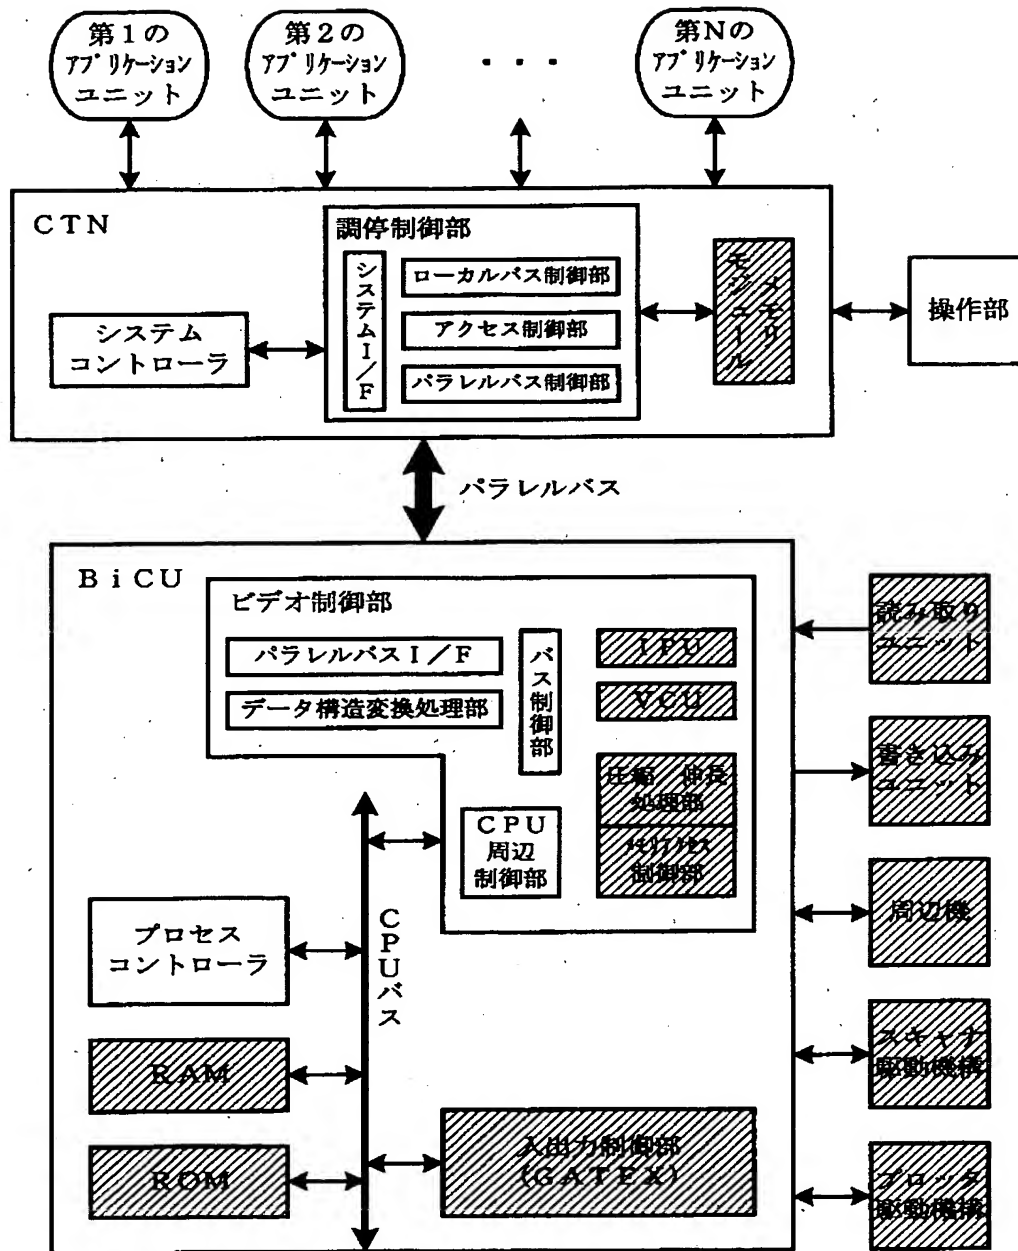 第１の
アプリケーション
ユニット
第２の
アプリケーション
ユニット
・・・
第Ｎの
アプリケーション
ユニット
ＣＴＮ
調停制御部
システムＩ／Ｆ
ローカルバス制御部
アクセス制御部
パラレルバス制御部
システム
コントローラ
メモリ
モジュール
操作部
パラレルバス
ＢｉＣＵ
ビデオ制御部
パラレルバスＩ／Ｆ
データ構造変換処理部
バス制御部
ＩＰＵ
ＶＣＵ
圧縮／伸長
処理部
メモリアクセス
制御部
ＣＰＵ
周辺
制御部
ＣＰＵバス
プロセス
コントローラ
ＲＡＭ
ＲＯＭ
入出力制御部
（ＧＡＴＥＸ）
読み取り
ユニット
書き込み
ユニット
周辺機
スキャナ
駆動機構
プロッタ
駆動機構